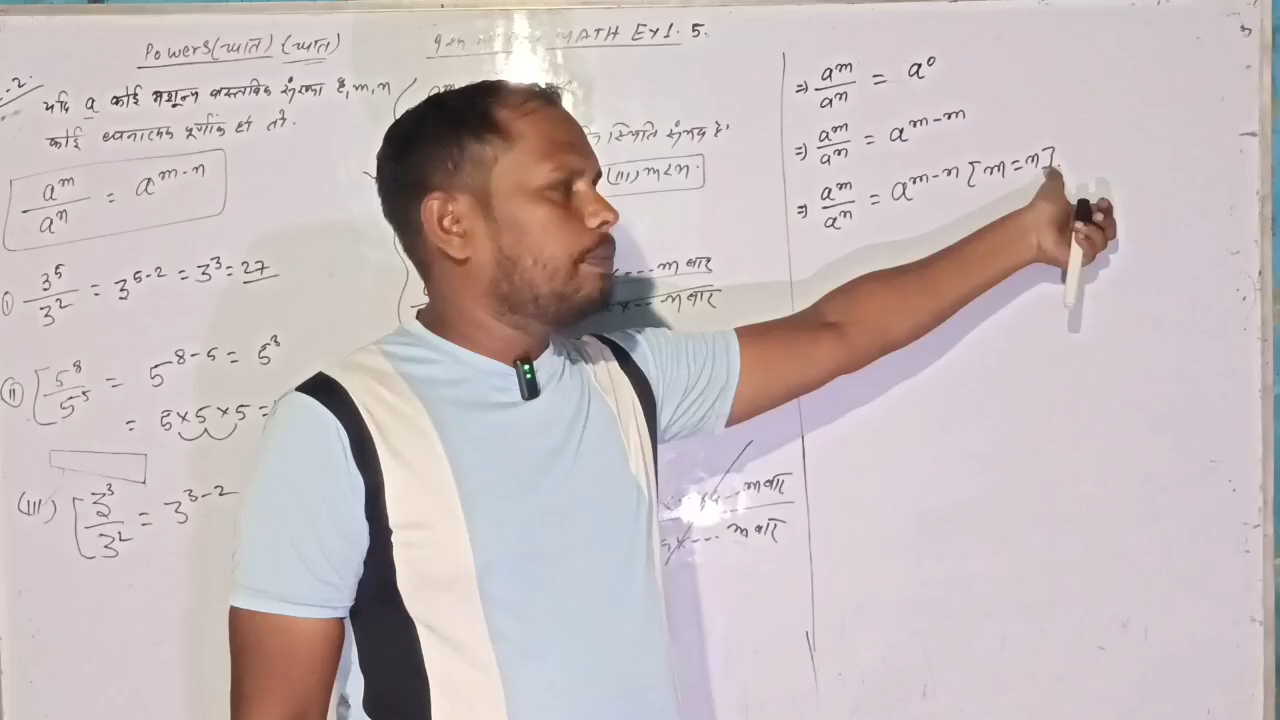 Powers (घात) (घात)
MATH EX1.5.
-2.
यदि a कोई अशून्य वास्तविक संख्या है, m, n
कोई धनात्मक पूर्णांक हो तो.
a^m/a^n = a^(m-n)
(i) 3^5/3^2 = 3^(5-2) = 3^3 = 27
(ii) [5^8/5^5 = 5^(8-5) = 5^3
= 5×5×5 =
(III) [3^3/3^2 = 3^(3-2)
स्थिति संभव है।
(III) m<n.
×---- m बार
×--- m बार
--- m बार
×--- m बार
⇒ a^m/a^n = a^0
⇒ a^m/a^n = a^(m-m)
⇒ a^m/a^n = a^(m-n) [m=n].